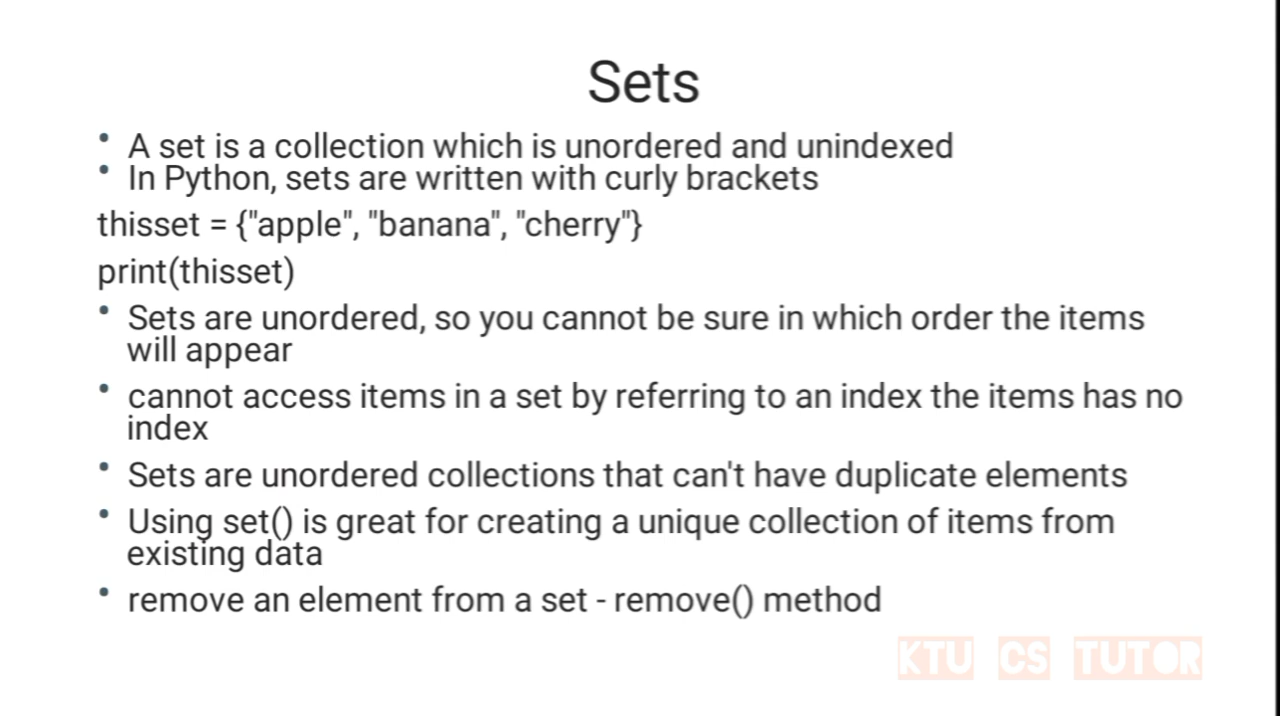 Sets
• A set is a collection which is unordered and unindexed
• In Python, sets are written with curly brackets
thisset = {"apple", "banana", "cherry"}
print(thisset)
• Sets are unordered, so you cannot be sure in which order the items
will appear
• cannot access items in a set by referring to an index the items has no
index
• Sets are unordered collections that can't have duplicate elements
• Using set() is great for creating a unique collection of items from
existing data
• remove an element from a set - remove() method
KTU CS TUTOR